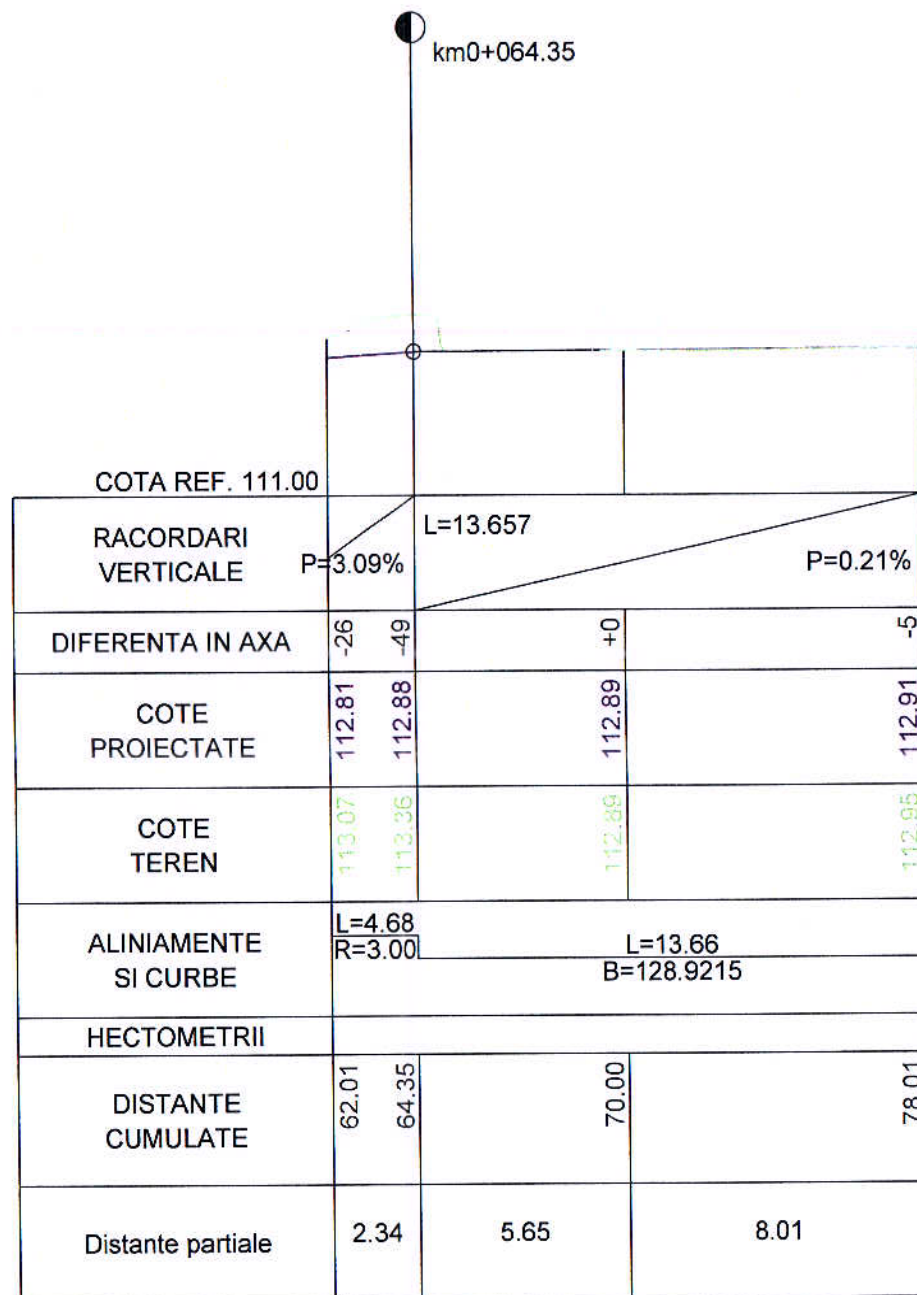 km0+064.35
COTA REF. 111.00
RACORDARI
VERTICALE
P=3.09%
L=13.657
P=0.21%
DIFERENTA IN AXA
-26
-49
+0
-5
COTE
PROIECTATE
112.81
112.88
112.89
112.91
COTE
TEREN
113.07
113.36
112.89
112.95
ALINIAMENTE
SI CURBE
L=4.68
R=3.00
L=13.66
B=128.9215
HECTOMETRII
DISTANTE
CUMULATE
62.01
64.35
70.00
78.01
Distante partiale
2.34
5.65
8.01